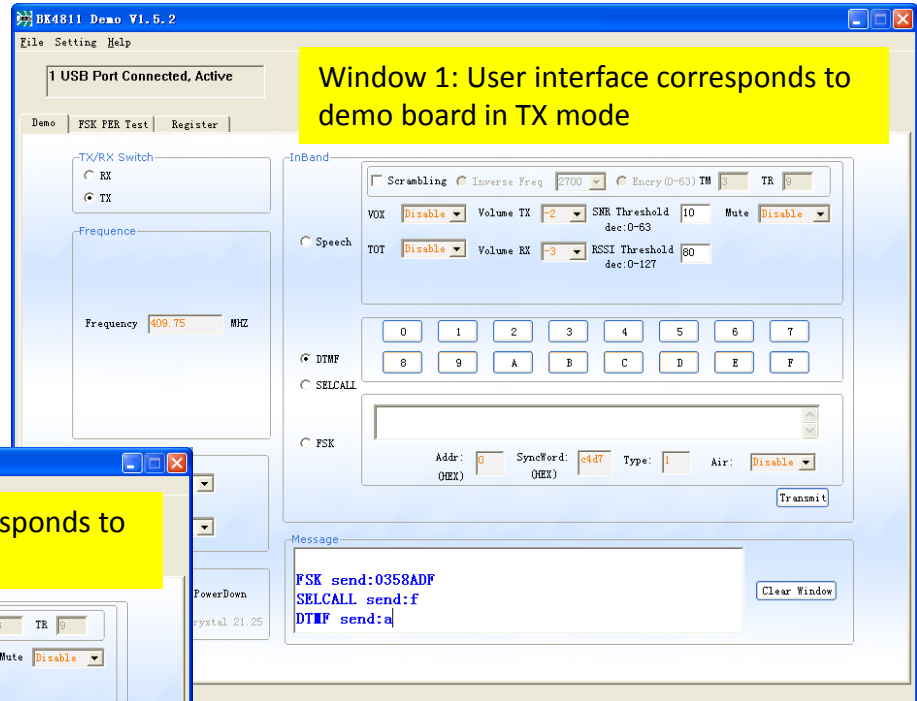 BK4811 Demo V1.5.2
File Setting Help
1 USB Port Connected, Active
Window 1: User interface corresponds to
demo board in TX mode
Demo FSK PER Test Register
TX/RX Switch
RX
TX
Frequence
Frequency 409.75 MHZ
InBand
Scrambling Inverse Freq 2700 Encry(0-63) TM 3 TR 9
VOX Disable Volume TX -2 SNR Threshold 10 Mute Disable
dec:0-63
Speech
TOT Disable Volume RX -3 RSSI Threshold 80
dec:0-127
0 1 2 3 4 5 6 7
DTMF
8 9 A B C D E F
SELCALL
FSK
Addr: 0 SyncWord: c4d7 Type: 1 Air: Disable
(HEX) (HEX)
Transmit
Message
FSK send:0358ADF
SELCALL send:f
DTMF send:a
Clear Window
PowerDown
rystal 21.25
sponds to
TR 9
Mute Disable